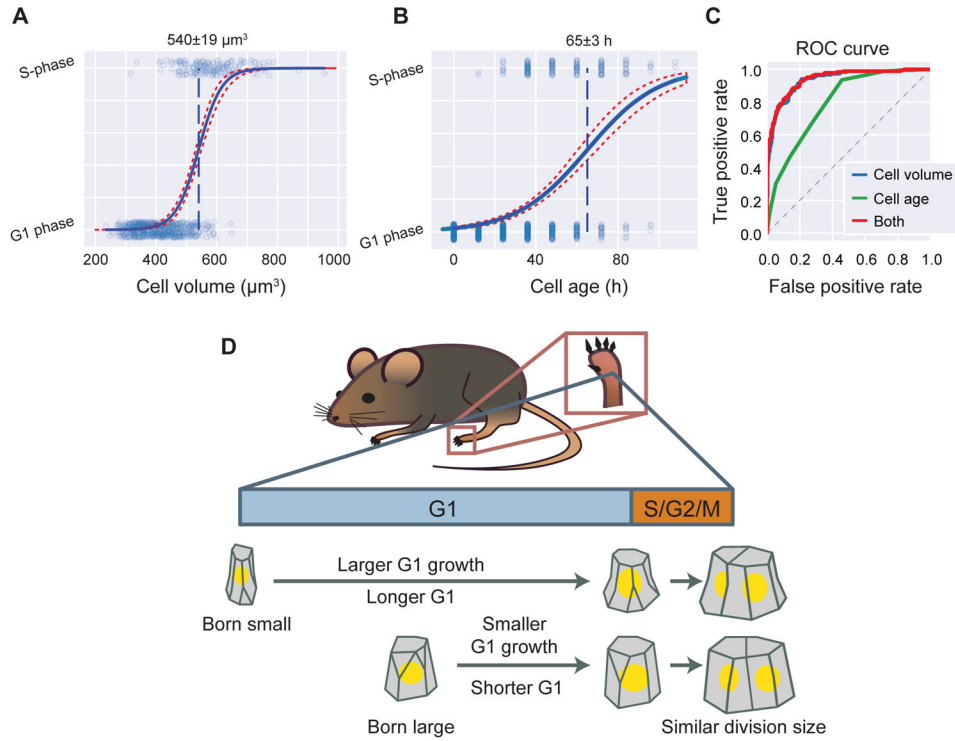 A
540±19 µm³
S-phase
G1 phase
200 400 600 800 1000
Cell volume (µm³)
B
65±3 h
S-phase
G1 phase
0 20 40 60 80
Cell age (h)
C
ROC curve
True positive rate
1.0
0.8
0.6
0.4
0.2
0.0
Cell volume
Cell age
Both
0.0 0.2 0.4 0.6 0.8 1.0
False positive rate
D
G1
S/G2/M
Larger G1 growth
Longer G1
Born small
Smaller
G1 growth
Shorter G1
Born large
Similar division size